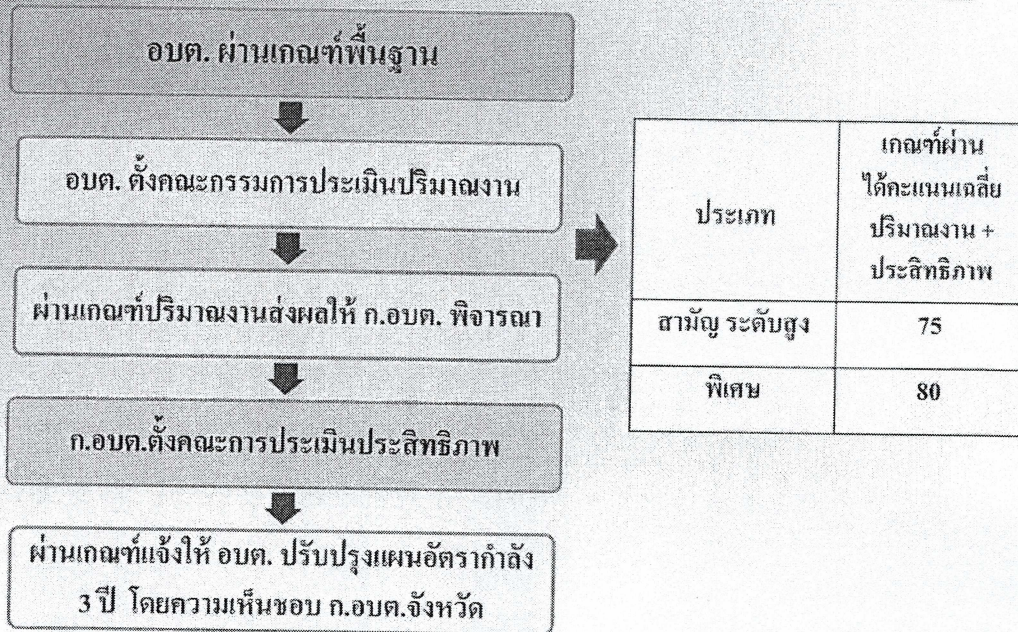 อบต. ผ่านเกณฑ์พื้นฐาน
อบต. ตั้งคณะกรรมการประเมินปริมาณงาน
ผ่านเกณฑ์ปริมาณงานส่งผลให้ ก.อบต. พิจารณา
ก.อบต.ตั้งคณะการประเมินประสิทธิภาพ
ผ่านเกณฑ์แจ้งให้ อบต. ปรับปรุงแผนอัตรากำลัง
3 ปี โดยความเห็นชอบ ก.อบต.จังหวัด
ประเภท
เกณฑ์ผ่าน
ได้คะแนนเฉลี่ย
ปริมาณงาน +
ประสิทธิภาพ
สามัญ ระดับสูง 75
พิเศษ 80